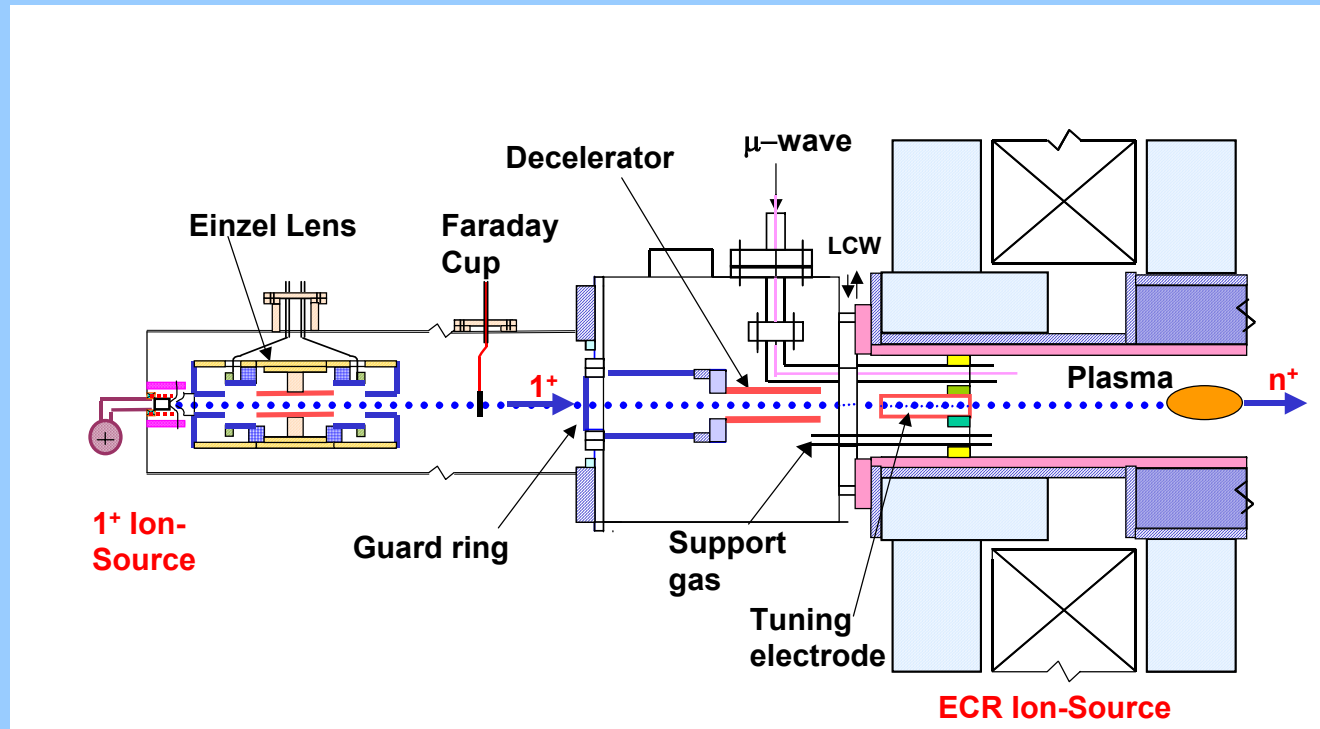 μ–wave
Decelerator
Einzel Lens
Faraday
Cup
LCW
1⁺
Plasma
n⁺
+
1⁺ Ion-
Source
Guard ring
Support
gas
Tuning
electrode
ECR Ion-Source